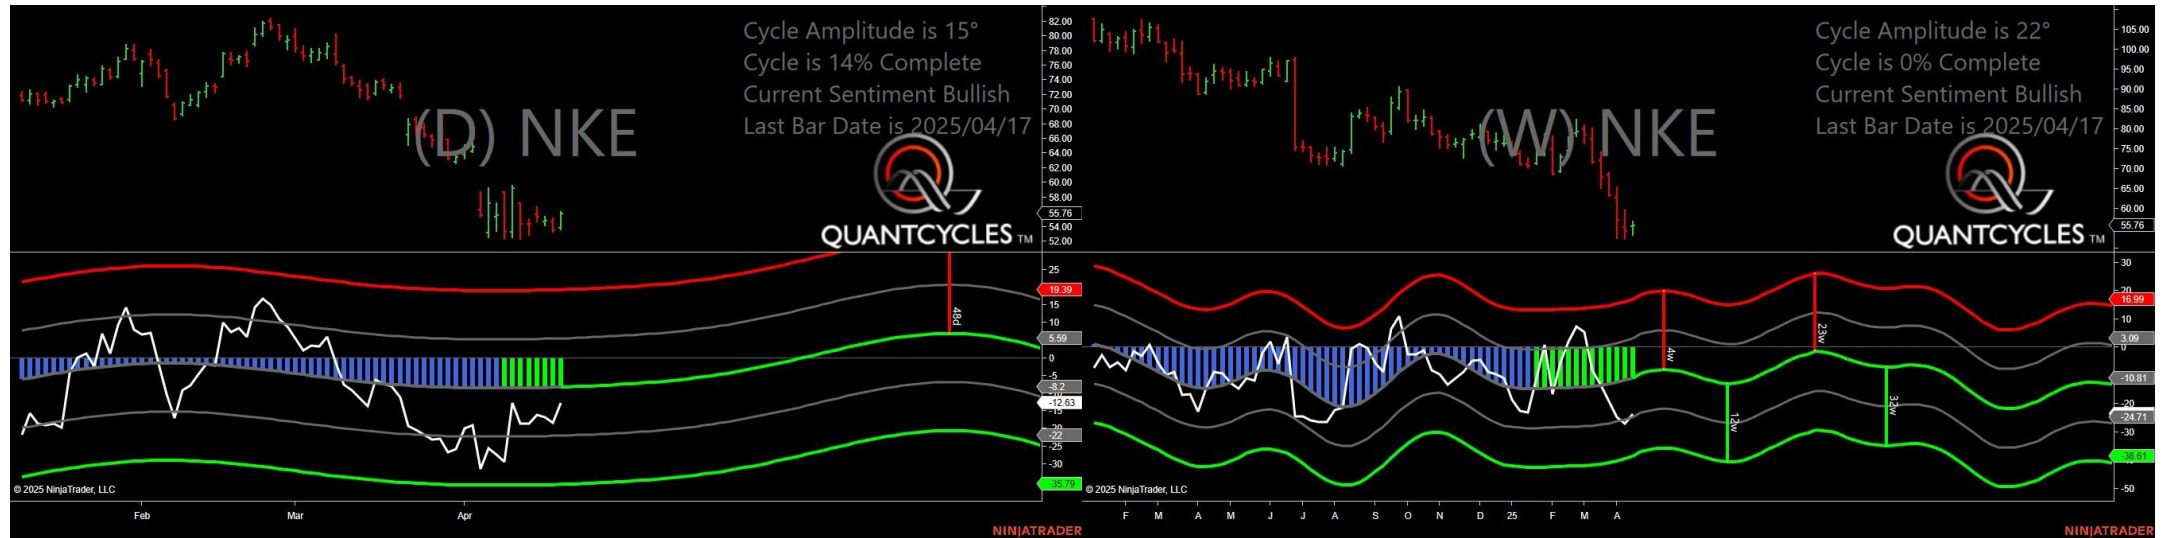 Cycle Amplitude is 15°
Cycle is 14% Complete
Current Sentiment Bullish
Last Bar Date is 2025/04/17
(D) NKE
QUANTCYCLES TM
82.00
80.00
78.00
76.00
74.00
72.00
70.00
68.00
66.00
64.00
62.00
60.00
58.00
55.76
54.00
52.00
25
19.39
15
10
5.59
0
-5
-8.2
-12.63
-15
-20
-22
-25
-30
-35.79
48d
© 2025 NinjaTrader, LLC
Feb Mar Apr
NINJATRADER
Cycle Amplitude is 22°
Cycle is 0% Complete
Current Sentiment Bullish
Last Bar Date is 2025/04/17
(W) NKE
QUANTCYCLES TM
105.00
100.00
95.00
90.00
85.00
80.00
75.00
70.00
65.00
60.00
55.76
30
20
16.99
10
3.09
0
-10.81
-20
-24.71
-30
-38.61
-50
4w
12w
23w
32w
© 2025 NinjaTrader, LLC
F M A M J J A S O N D 25 F M A
NINJATRADER